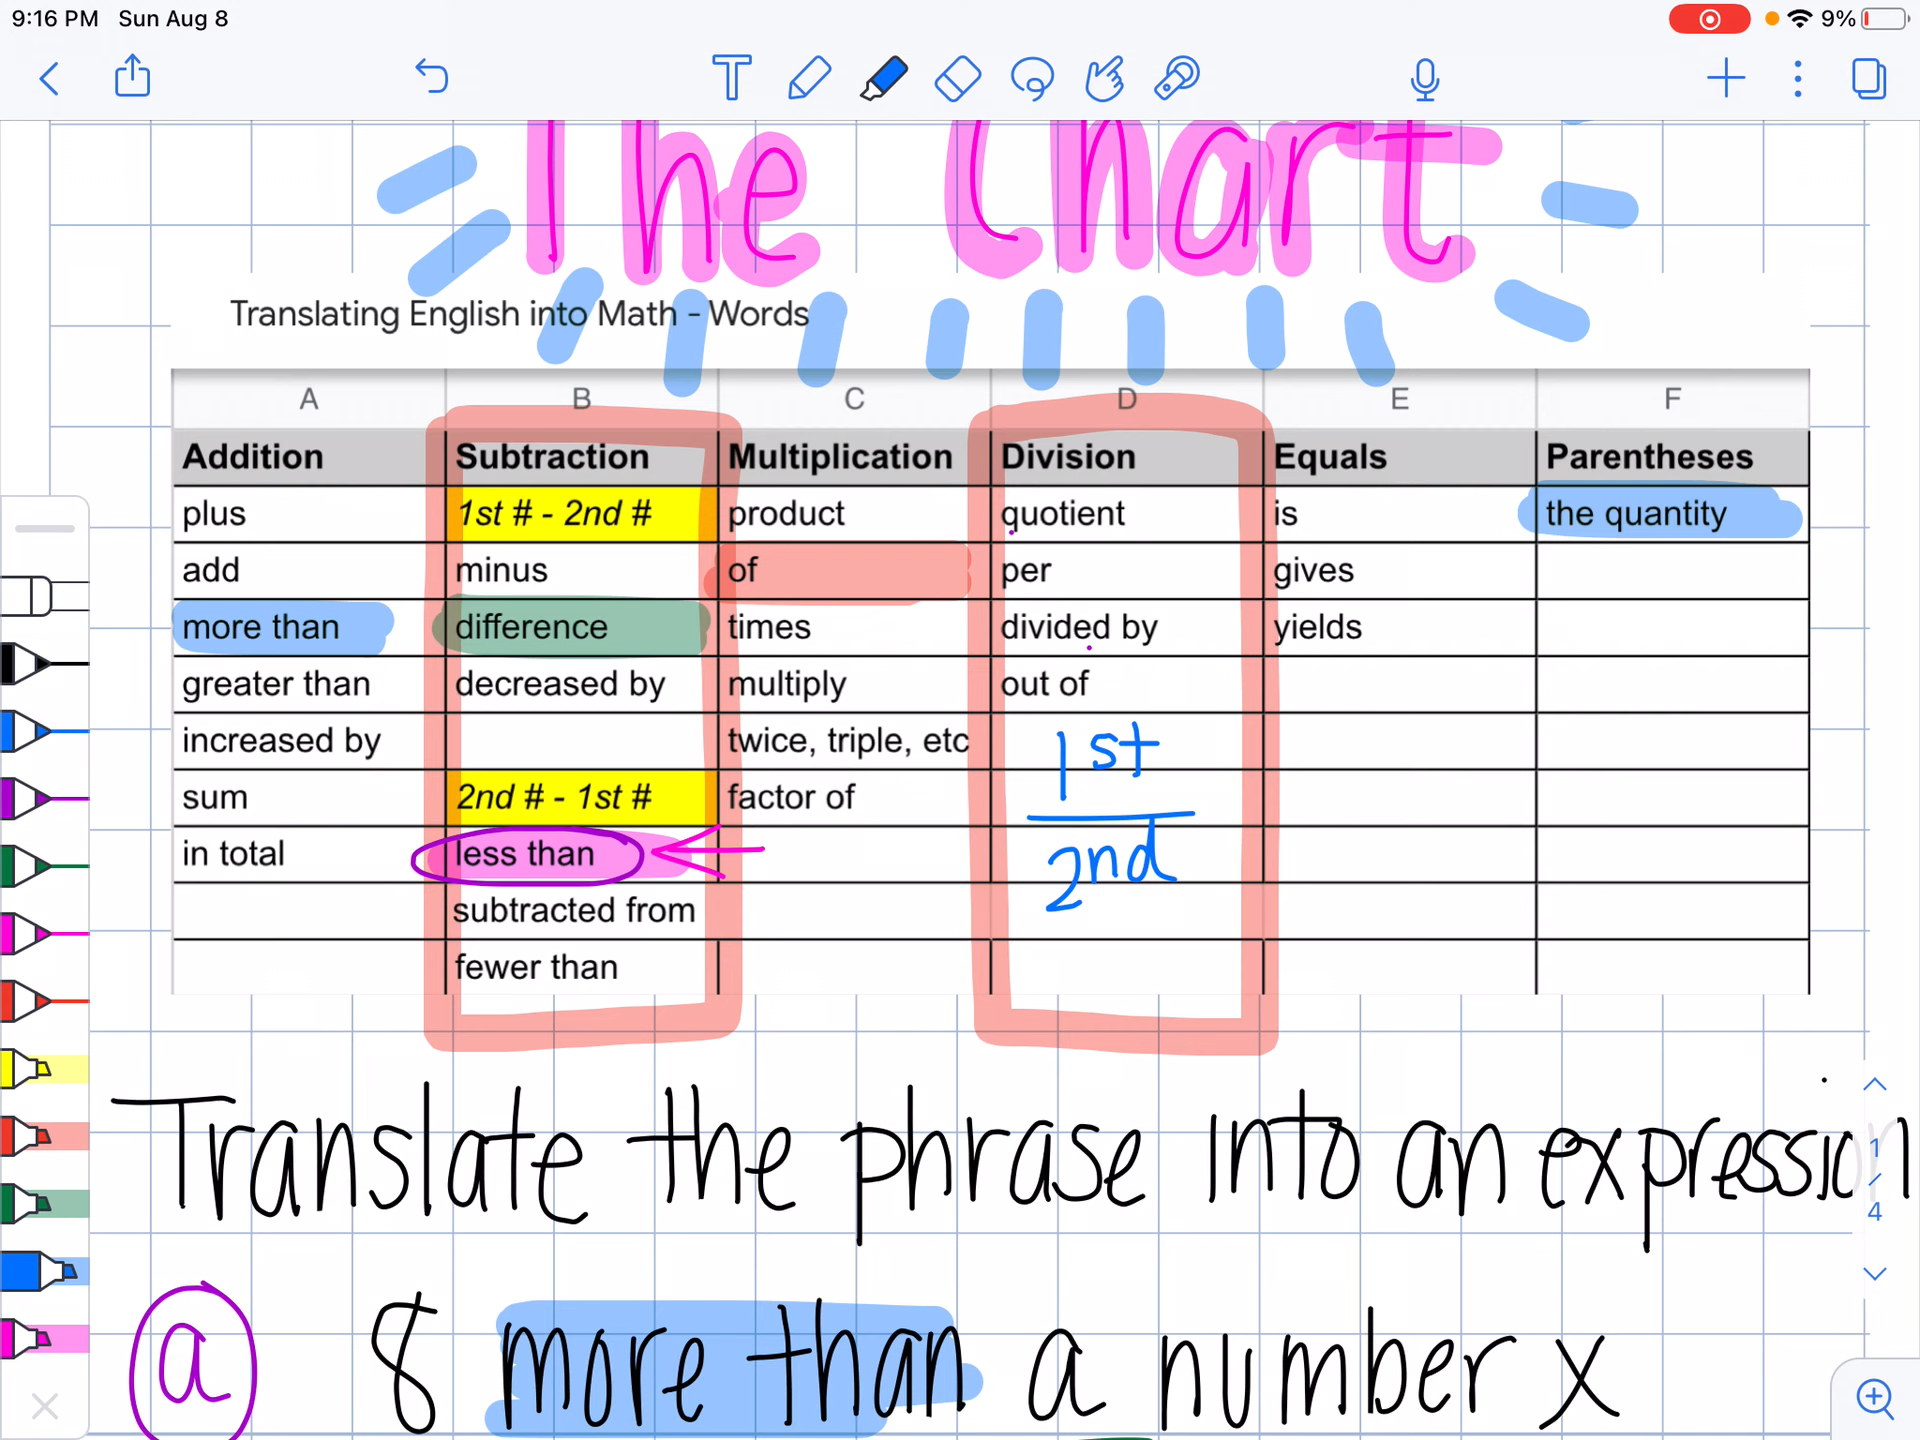 9:16 PM Sun Aug 8 9%
The Chart
Translating English into Math - Words
A B C D E F
Addition Subtraction Multiplication Division Equals Parentheses
plus 1st # - 2nd # product quotient is the quantity
add minus of per gives
more than difference times divided by yields
greater than decreased by multiply out of
increased by twice, triple, etc 1st
sum 2nd # - 1st # factor of
in total less than 2nd
subtracted from
fewer than
Translate the phrase into an expression
1/4
a 8 more than a number x